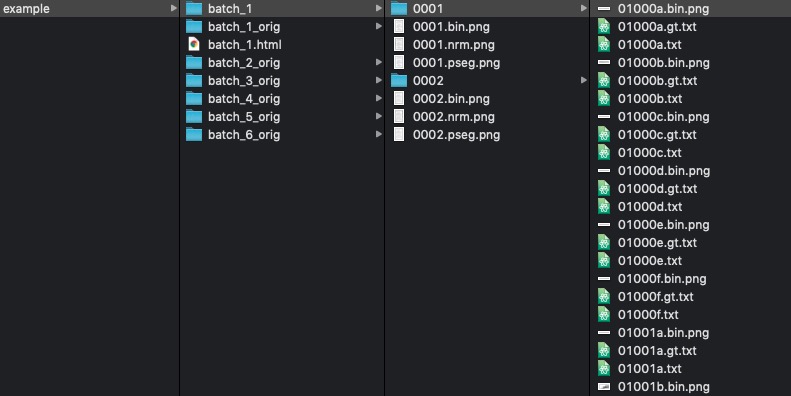 example
batch_1
batch_1_orig
batch_1.html
batch_2_orig
batch_3_orig
batch_4_orig
batch_5_orig
batch_6_orig
0001
0001.bin.png
0001.nrm.png
0001.pseg.png
0002
0002.bin.png
0002.nrm.png
0002.pseg.png
01000a.bin.png
01000a.gt.txt
01000a.txt
01000b.bin.png
01000b.gt.txt
01000b.txt
01000c.bin.png
01000c.gt.txt
01000c.txt
01000d.bin.png
01000d.gt.txt
01000d.txt
01000e.bin.png
01000e.gt.txt
01000e.txt
01000f.bin.png
01000f.gt.txt
01000f.txt
01001a.bin.png
01001a.gt.txt
01001a.txt
01001b.bin.png